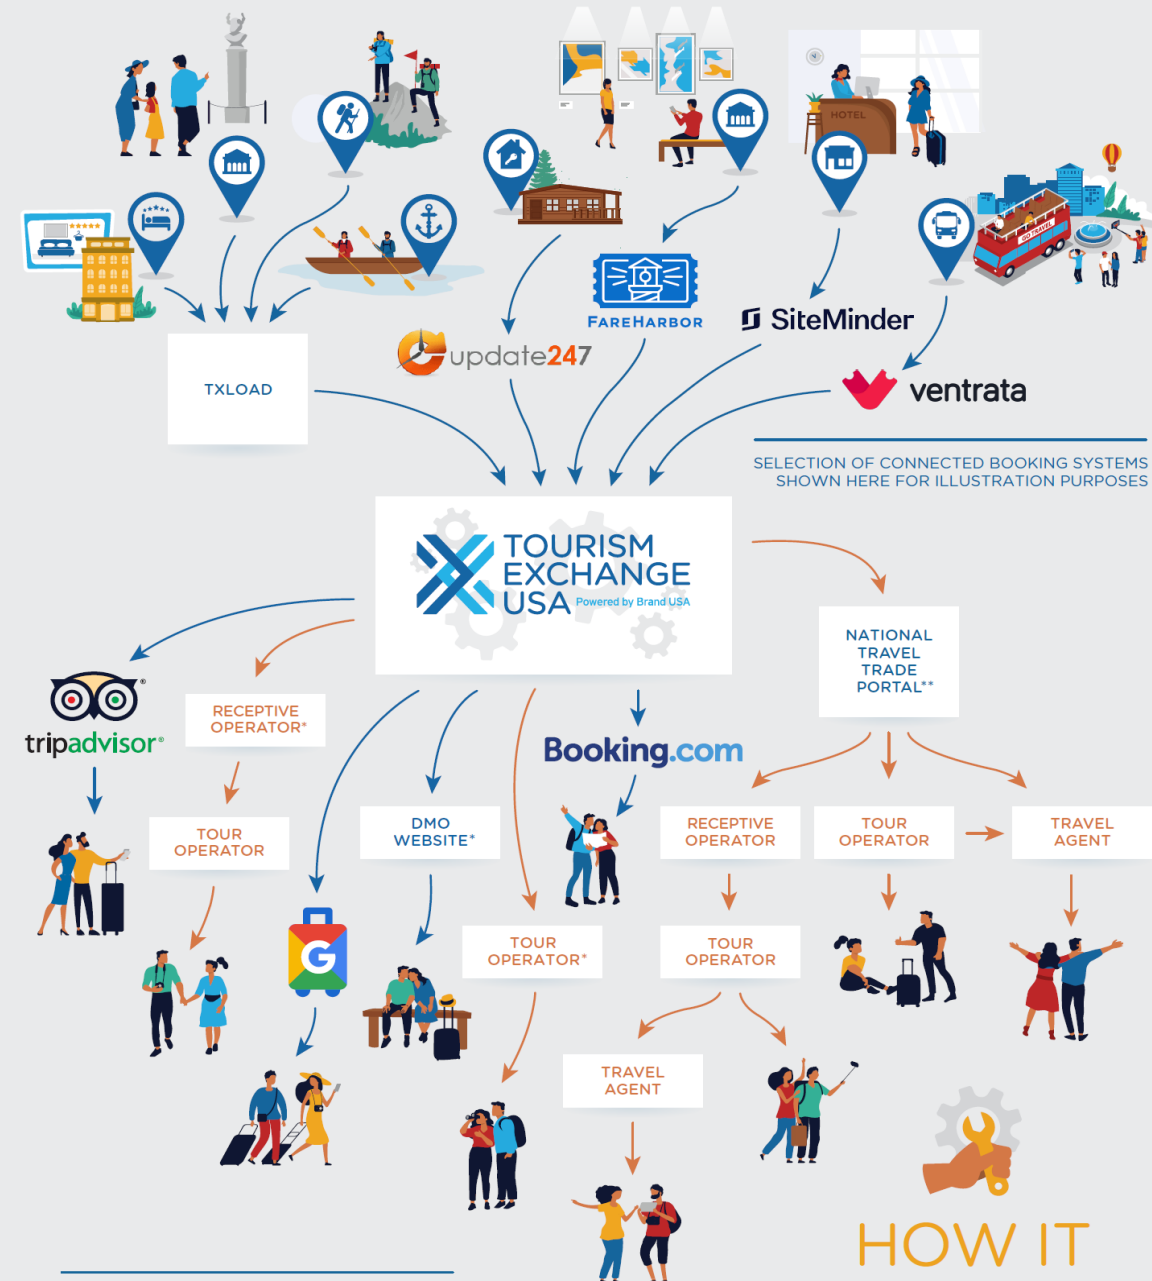 HOTEL
GO TRAVEL
FAREHARBOR
SiteMinder
update247
TXLOAD
ventrata
SELECTION OF CONNECTED BOOKING SYSTEMS
SHOWN HERE FOR ILLUSTRATION PURPOSES
TOURISM
EXCHANGE
USA Powered by Brand USA
NATIONAL
TRAVEL
TRADE
PORTAL**
tripadvisor®
RECEPTIVE
OPERATOR*
Booking.com
TOUR
OPERATOR
DMO
WEBSITE*
RECEPTIVE
OPERATOR
TOUR
OPERATOR
TRAVEL
AGENT
G
TOUR
OPERATOR*
TOUR
OPERATOR
TRAVEL
AGENT
HOW IT